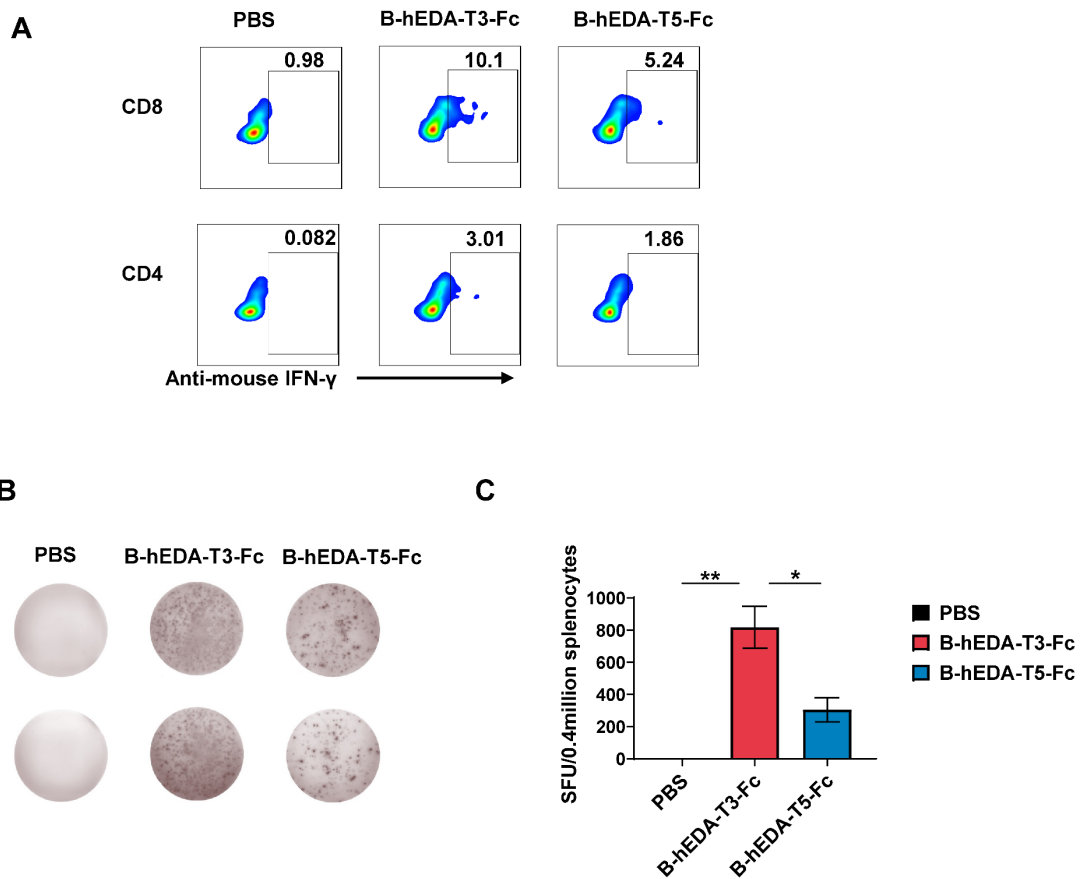 A
PBS
B-hEDA-T3-Fc
B-hEDA-T5-Fc
CD8
0.98
10.1
5.24
CD4
0.082
3.01
1.86
Anti-mouse IFN-γ
B
PBS
B-hEDA-T3-Fc
B-hEDA-T5-Fc
C
SFU/0.4million splenocytes
** *
1000
800
600
400
200
0
PBS
B-hEDA-T3-Fc
B-hEDA-T5-Fc
PBS
B-hEDA-T3-Fc
B-hEDA-T5-Fc